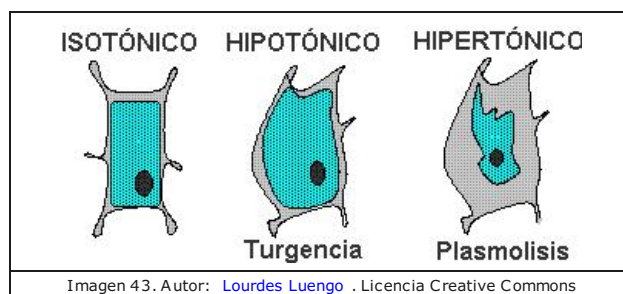 ISOTÓNICO HIPOTÓNICO HIPERTÓNICO
Turgencia Plasmolisis
Imagen 43. Autor: Lourdes Luengo . Licencia Creative Commons